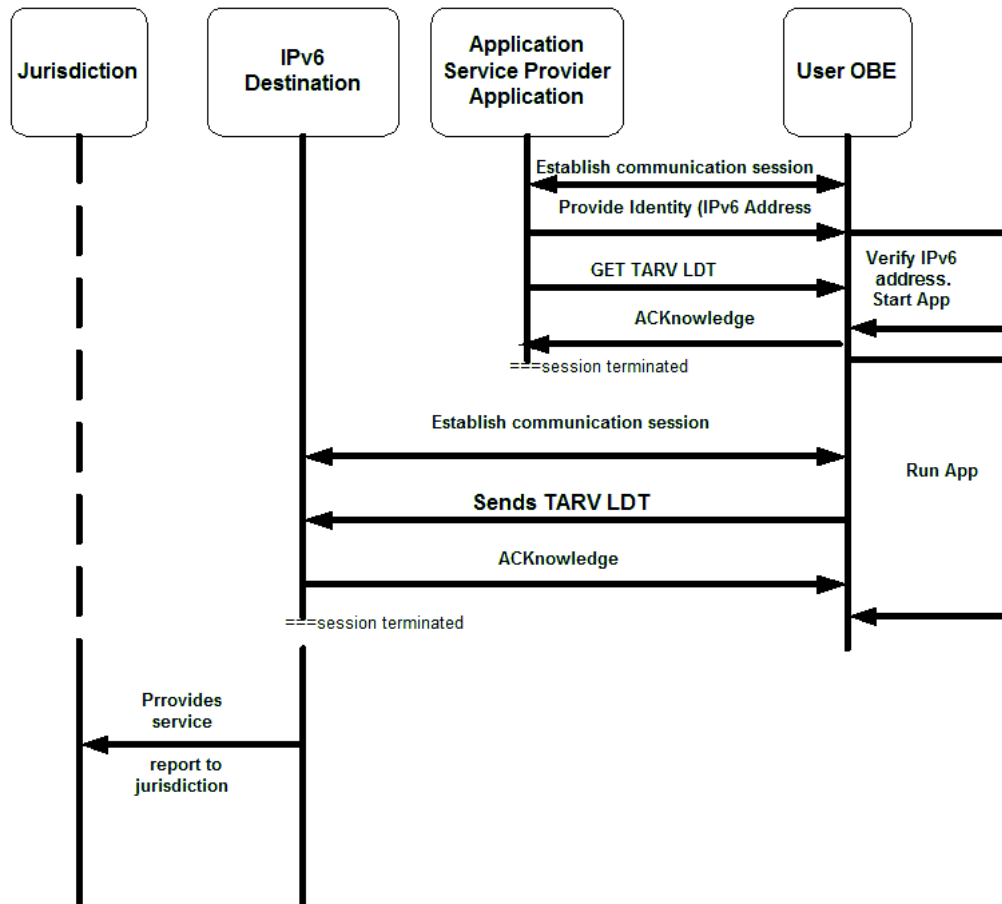 Jurisdiction
IPv6
Destination
Application
Service Provider
Application
User OBE
Establish communication session
Provide Identity (IPv6 Address
Verify IPv6
address.
Start App
GET TARV LDT
ACKnowledge
===session terminated
Establish communication session
Run App
Sends TARV LDT
ACKnowledge
===session terminated
Prrovides
service
report to
jurisdiction